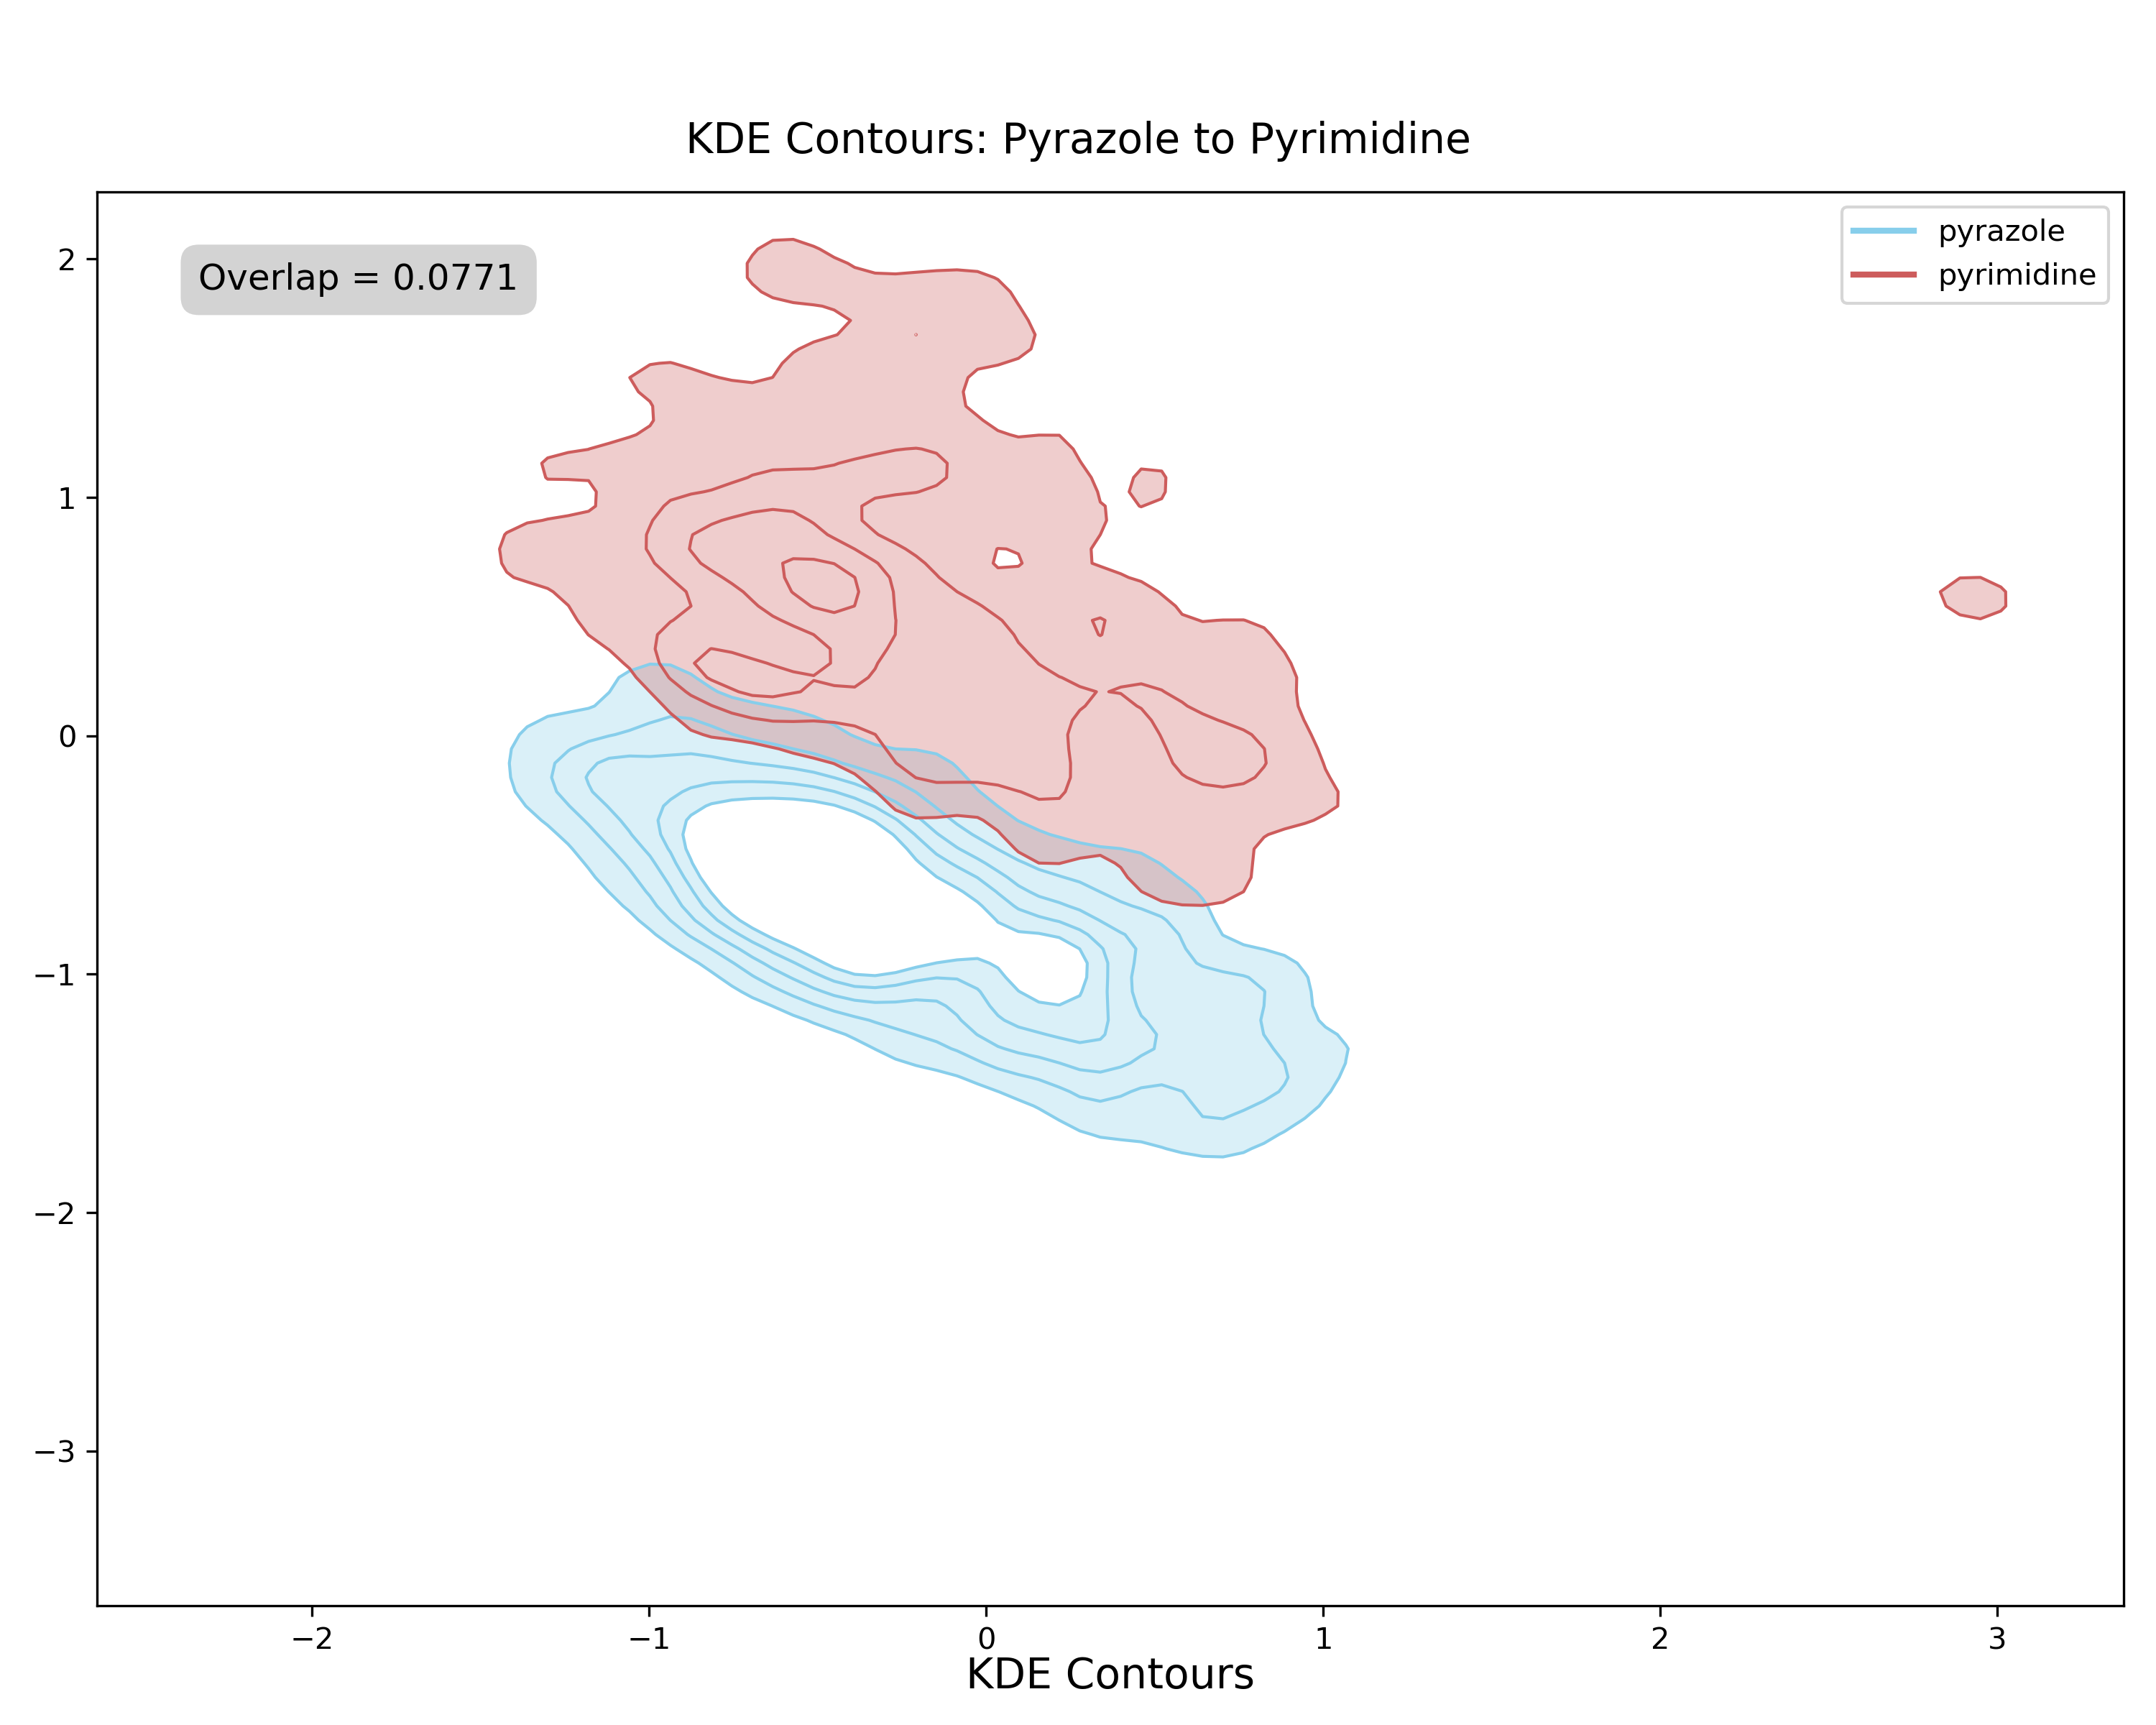 KDE Contours: Pyrazole to Pyrimidine
Overlap = 0.0771
pyrazole
pyrimidine
2
1
0
−1
−2
−3
−2
−1
0
1
2
3
KDE Contours